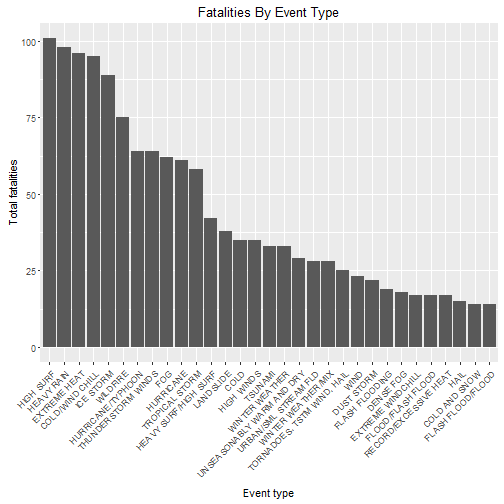 Fatalities By Event Type
Total fatalities
100
75
50
25
0
HIGH SURF
HEAVY RAIN
EXTREME HEAT
COLD/WIND CHILL
ICE STORM
WILDFIRE
HURRICANE/TYPHOON
THUNDERSTORM WINDS
FOG
HURRICANE
TROPICAL STORM
HEAVY SURF/HIGH SURF
LANDSLIDE
COLD
HIGH WINDS
TSUNAMI
WINTER WEATHER
UNSEASONABLY WARM AND DRY
URBAN/SML STREAM FLD
WINTER WEATHER/MIX
TORNADOES, TSTM WIND, HAIL
WIND
DUST STORM
FLASH FLOODING
DENSE FOG
EXTREME WINDCHILL
FLOOD/FLASH FLOOD
RECORD/EXCESSIVE HEAT
HAIL
COLD AND SNOW
FLASH FLOOD/FLOOD
Event type